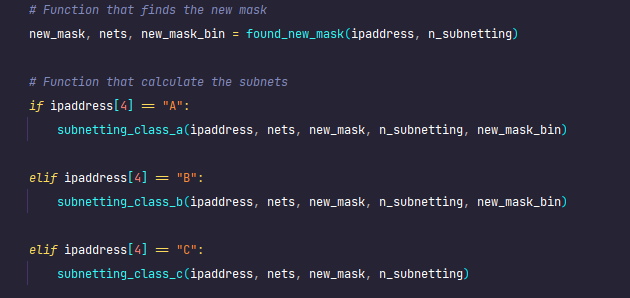 # Function that finds the new mask
new_mask, nets, new_mask_bin = found_new_mask(ipaddress, n_subnetting)
# Function that calculate the subnets
if ipaddress[4] == "A":
subnetting_class_a(ipaddress, nets, new_mask, n_subnetting, new_mask_bin)
elif ipaddress[4] == "B":
subnetting_class_b(ipaddress, nets, new_mask, n_subnetting, new_mask_bin)
elif ipaddress[4] == "C":
subnetting_class_c(ipaddress, nets, new_mask, n_subnetting)